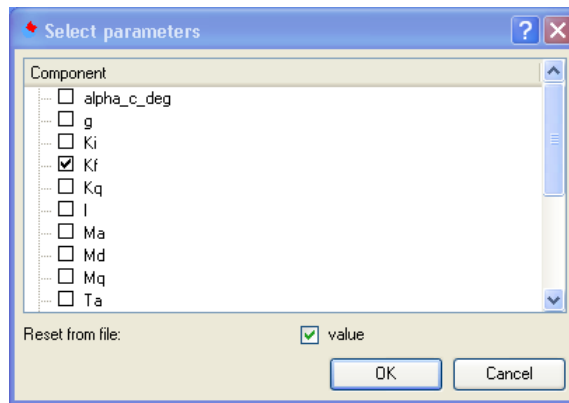 Select parameters
Component
alpha_c_deg
g
Ki
Kf
Kq
l
Ma
Md
Mq
Ta
Reset from file: value
OK Cancel